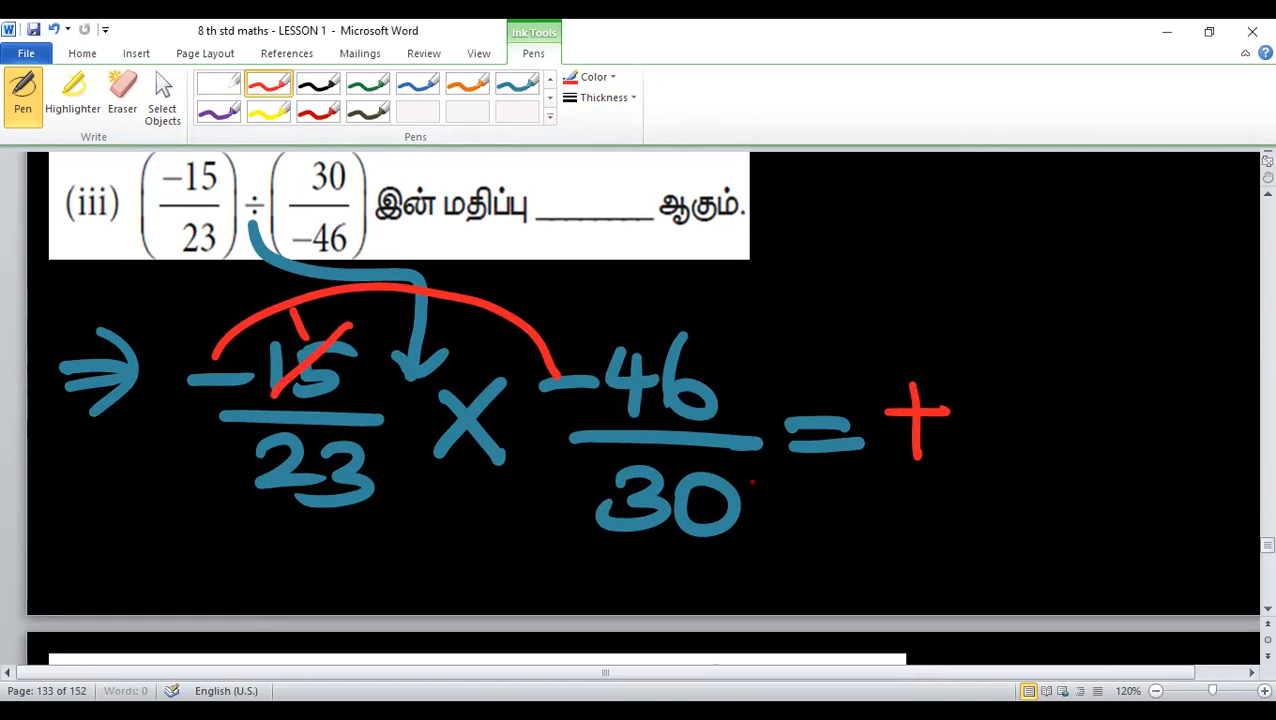 8 th std maths - LESSON 1 - Microsoft Word
Ink Tools
File Home Insert Page Layout References Mailings Review View Pens
Pen Highlighter Eraser Select Objects
Color
Thickness
Write Pens
(iii) (-15/23) ÷ (30/-46) இன் மதிப்பு ________ ஆகும்.
⇒ -15/23 × -46/30 = +
1
Page: 133 of 152 Words: 0 English (U.S.) 120%